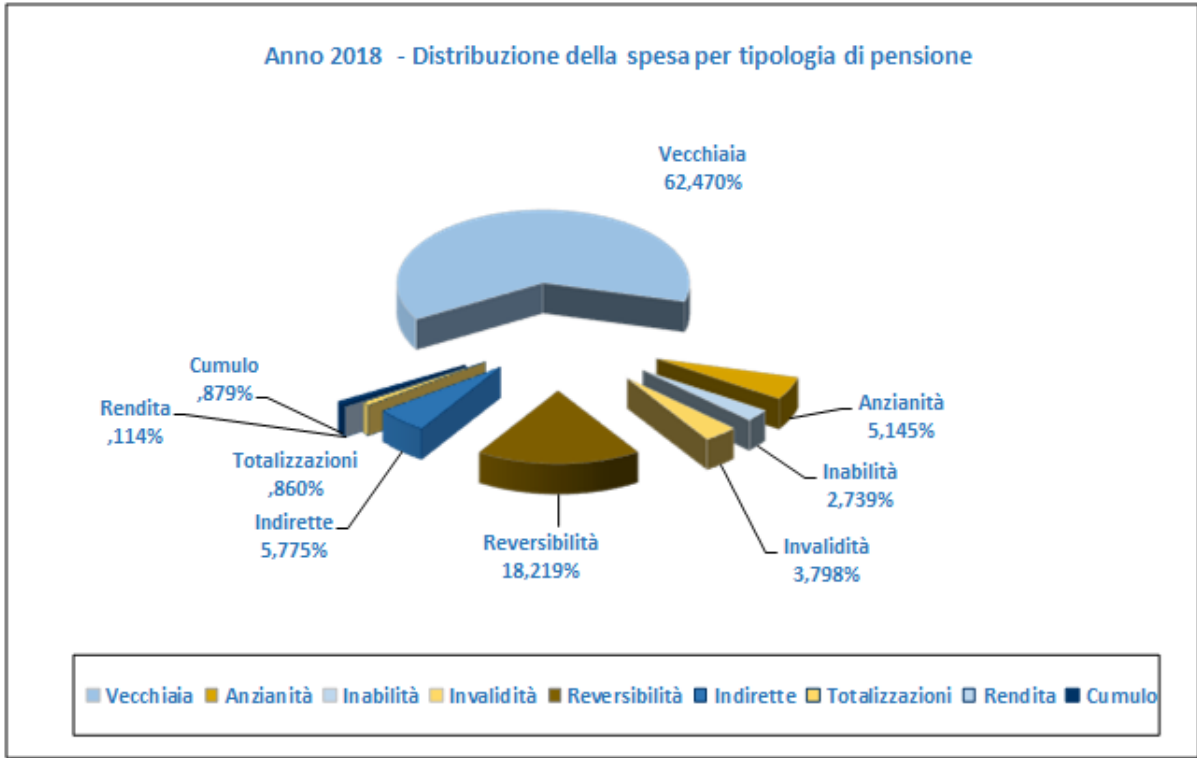 Anno 2018 - Distribuzione della spesa per tipologia di pensione
Vecchiaia
62,470%
Anzianità
5,145%
Inabilità
2,739%
Invalidità
3,798%
Reversibilità
18,219%
Indirette
5,775%
Totalizzazioni
,860%
Rendita
,114%
Cumulo
,879%
Vecchiaia Anzianità Inabilità Invalidità Reversibilità Indirette Totalizzazioni Rendita Cumulo